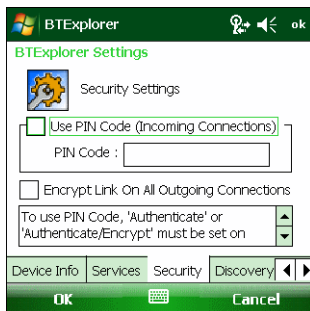 BTExplorer
ok
BTExplorer Settings
Security Settings
Use PIN Code (Incoming Connections)
PIN Code :
Encrypt Link On All Outgoing Connections
To use PIN Code, 'Authenticate' or
'Authenticate/Encrypt' must be set on
Device Info Services Security Discovery
OK Cancel